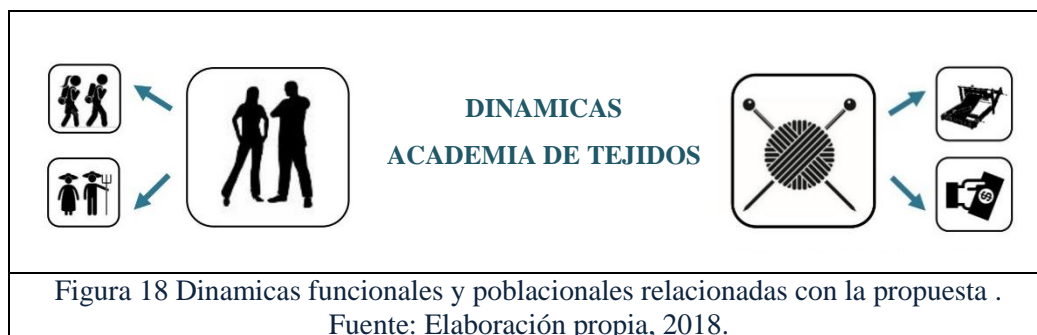 DINAMICAS
ACADEMIA DE TEJIDOS
$
Figura 18 Dinamicas funcionales y poblacionales relacionadas con la propuesta .
Fuente: Elaboración propia, 2018.